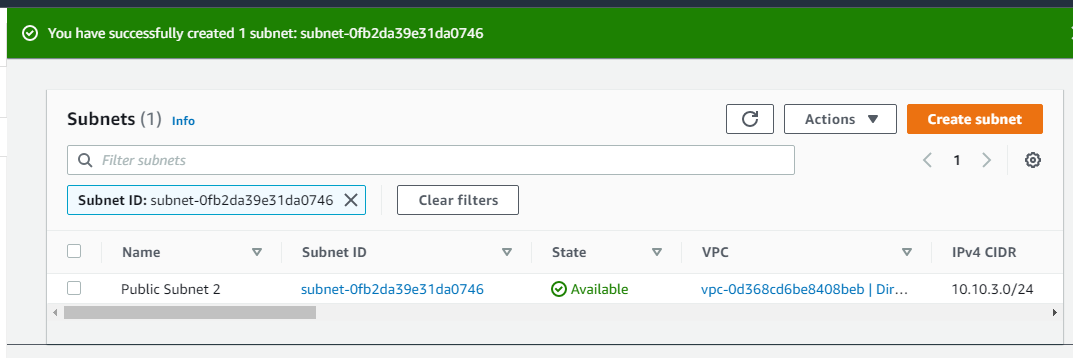 You have successfully created 1 subnet: subnet-0fb2da39e31da0746
Subnets (1) Info
Actions
Create subnet
Filter subnets
1
Subnet ID: subnet-0fb2da39e31da0746
Clear filters
Name Subnet ID State VPC IPv4 CIDR
Public Subnet 2 subnet-0fb2da39e31da0746 Available vpc-0d368cd6be8408beb | Dir... 10.10.3.0/24